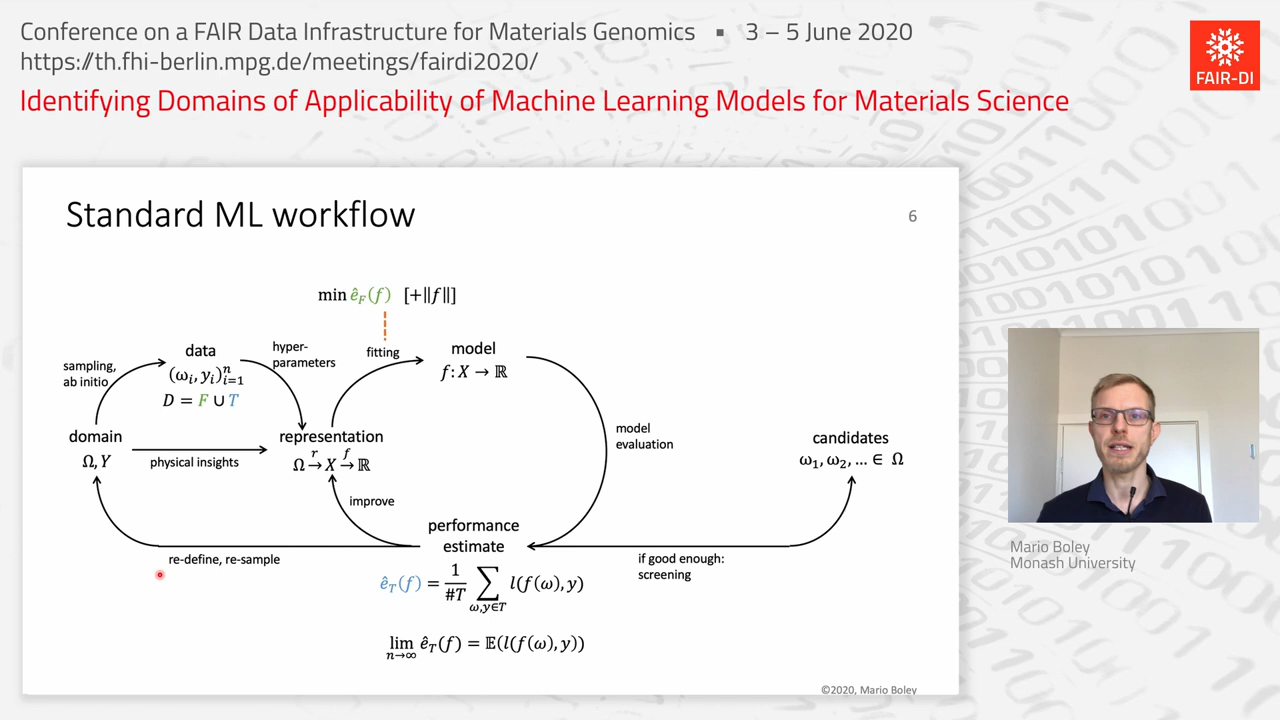 Conference on a FAIR Data Infrastructure for Materials Genomics ▪ 3 – 5 June 2020
https://th.fhi-berlin.mpg.de/meetings/fairdi2020/
Identifying Domains of Applicability of Machine Learning Models for Materials Science
FAIR-DI
Standard ML workflow
6
min ê_F(f) [+‖f‖]
sampling,
ab initio
data
(ω_i, y_i)_{i=1}^n
D = F ∪ T
hyper-
parameters
fitting
model
f: X → ℝ
domain
Ω, Y
physical insights
representation
Ω →^r X →^f ℝ
model
evaluation
candidates
ω₁, ω₂, … ∈ Ω
improve
performance
estimate
re-define, re-sample
if good enough:
screening
ê_T(f) = 1/#T ∑_{ω,y∈T} l(f(ω), y)
lim_{n→∞} ê_T(f) = 𝔼(l(f(ω), y))
©2020, Mario Boley
Mario Boley
Monash University